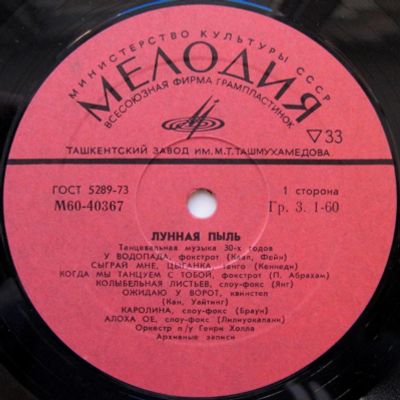 МИНИСТЕРСТВО КУЛЬТУРЫ СССР
МЕЛОДИЯ
ВСЕСОЮЗНАЯ ФИРМА ГРАМПЛАСТИНОК
▽33
ТАШКЕНТСКИЙ ЗАВОД ИМ. М.Т. ТАШМУХАМЕДОВА
ГОСТ 5289-73
1 сторона
М60-40367
Гр. 3. 1-60
ЛУННАЯ ПЫЛЬ
Танцевальная музыка 30-х годов
У ВОДОПАДА, фокстрот (Каал, Фейн)
СЫГРАЙ МНЕ, ЦЫГАНКА, танго (Кеннеди)
КОГДА МЫ ТАНЦУЕМ С ТОБОЙ, фокстрот (П. Абрахам)
КОЛЫБЕЛЬНАЯ ЛИСТЬЕВ, слоу-фокс (Янг)
ОЖИДАЮ У ВОРОТ, квикстеп
(Кан, Уайтинг)
КАРОЛИНА, слоу-фокс (Браун)
АЛОХА ОЕ, слоу-фокс (Лилиуокалани)
Оркестр п/у Генри Холла
Архивные записи